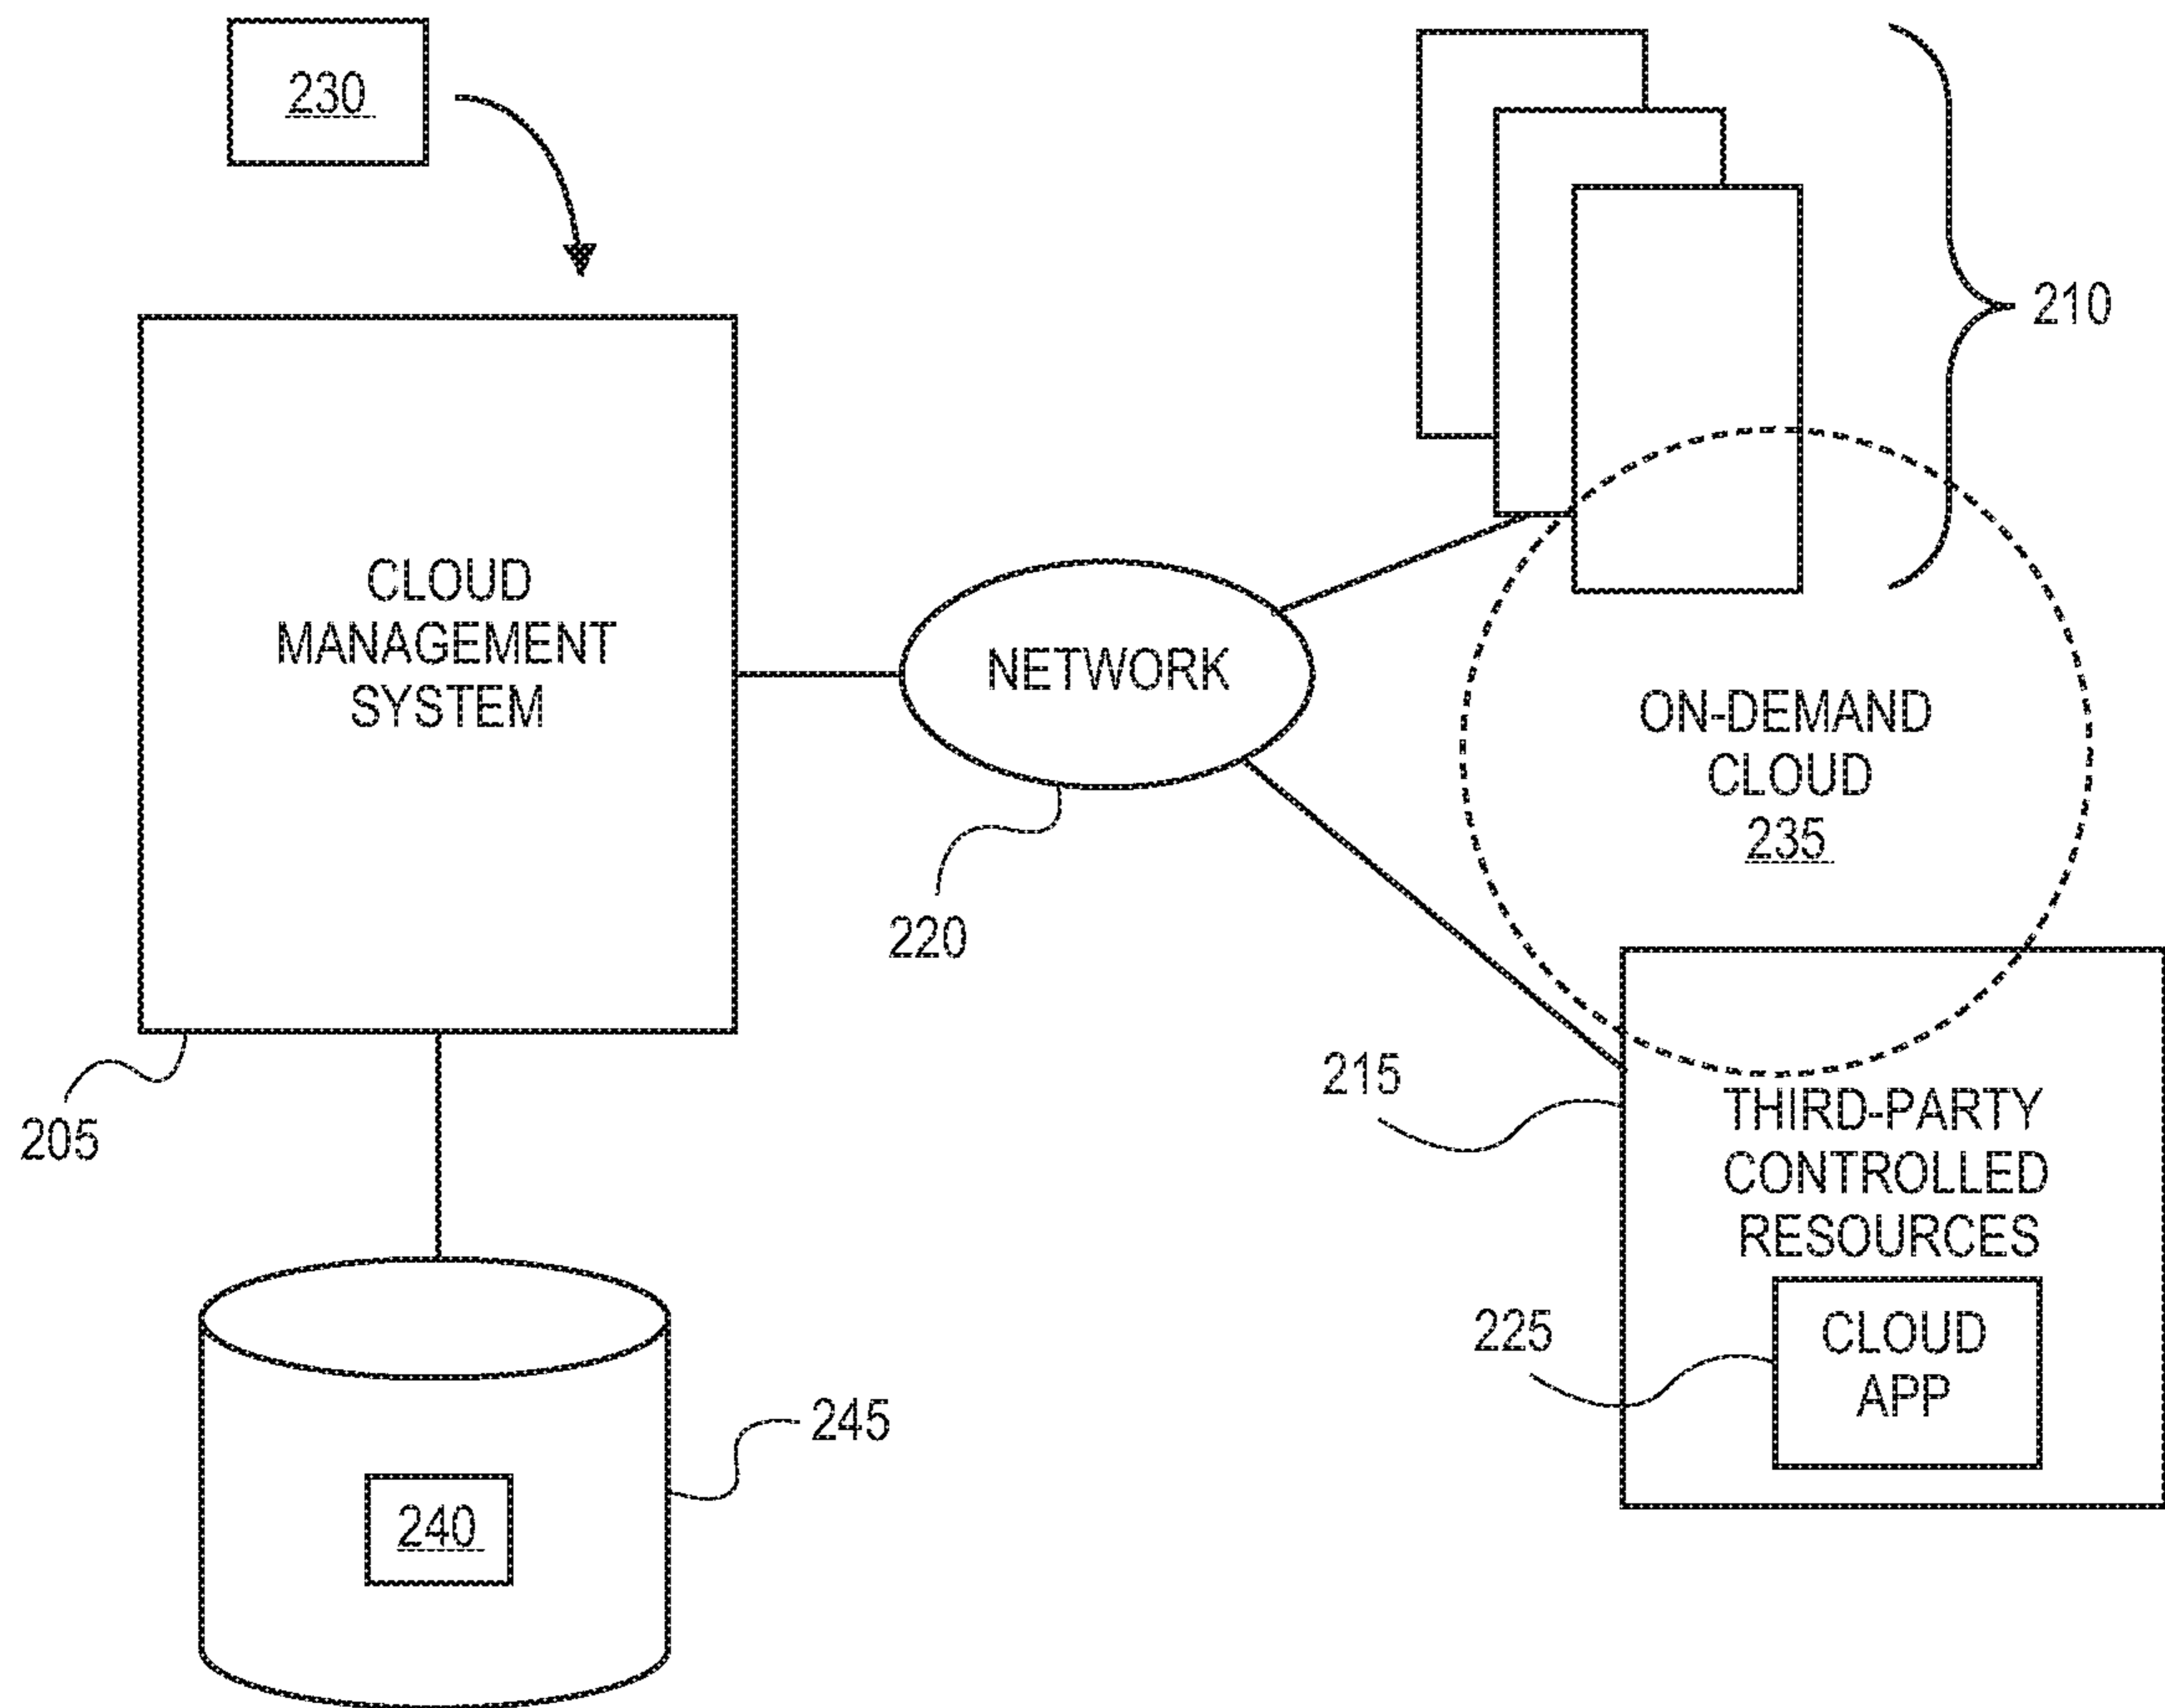 230
210
CLOUD
MANAGEMENT
SYSTEM
NETWORK
ON-DEMAND
CLOUD
235
220
205
215
THIRD-PARTY
CONTROLLED
RESOURCES
225
CLOUD
APP
245
240